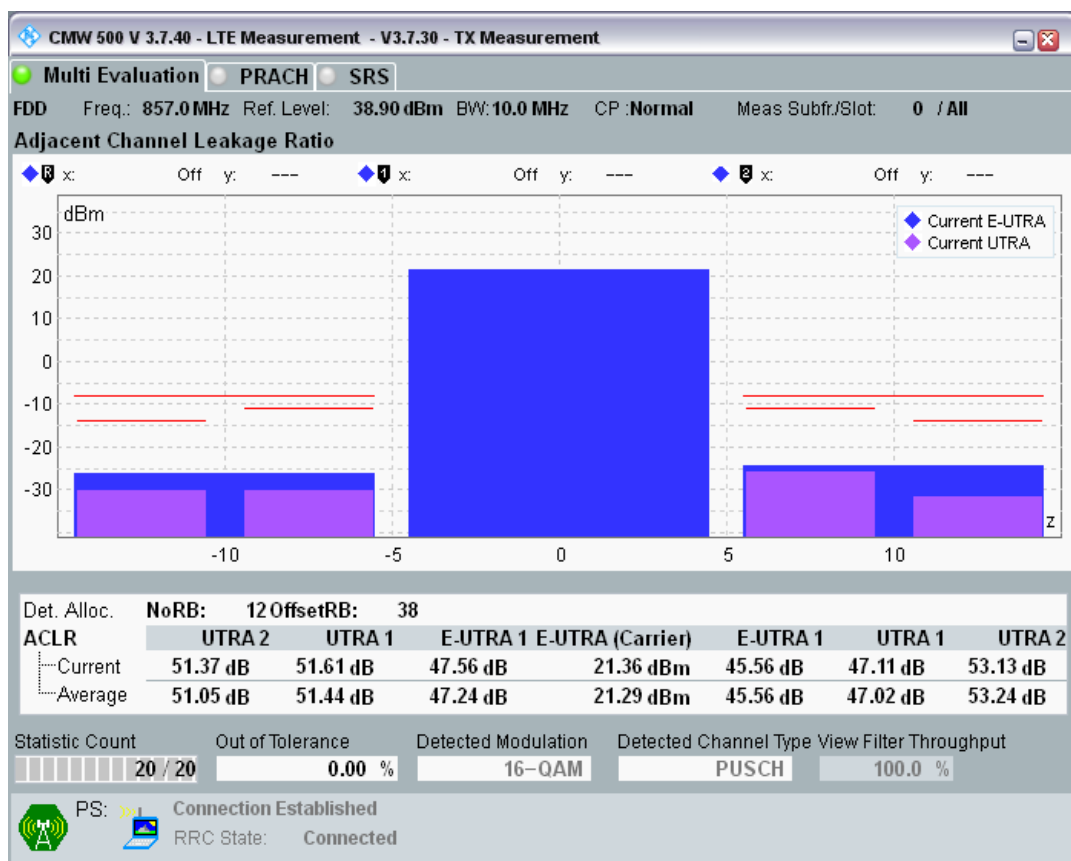 CMW 500 V 3.7.40 - LTE Measurement - V3.7.30 - TX Measurement
Multi Evaluation PRACH SRS
FDD Freq.: 857.0 MHz Ref. Level: 38.90 dBm BW: 10.0 MHz CP :Normal Meas Subfr./Slot: 0 / All
Adjacent Channel Leakage Ratio
R x: Off y: --- 1 x: Off y: --- 2 x: Off y: ---
dBm
Current E-UTRA
Current UTRA
30
20
10
0
-10
-20
-30
z
-10 -5 0 5 10
Det. Alloc. NoRB: 12 OffsetRB: 38
ACLR UTRA 2 UTRA 1 E-UTRA 1 E-UTRA (Carrier) E-UTRA 1 UTRA 1 UTRA 2
Current 51.37 dB 51.61 dB 47.56 dB 21.36 dBm 45.56 dB 47.11 dB 53.13 dB
Average 51.05 dB 51.44 dB 47.24 dB 21.29 dBm 45.56 dB 47.02 dB 53.24 dB
Statistic Count Out of Tolerance Detected Modulation Detected Channel Type View Filter Throughput
20 / 20 0.00 % 16-QAM PUSCH 100.0 %
PS: Connection Established
RRC State: Connected